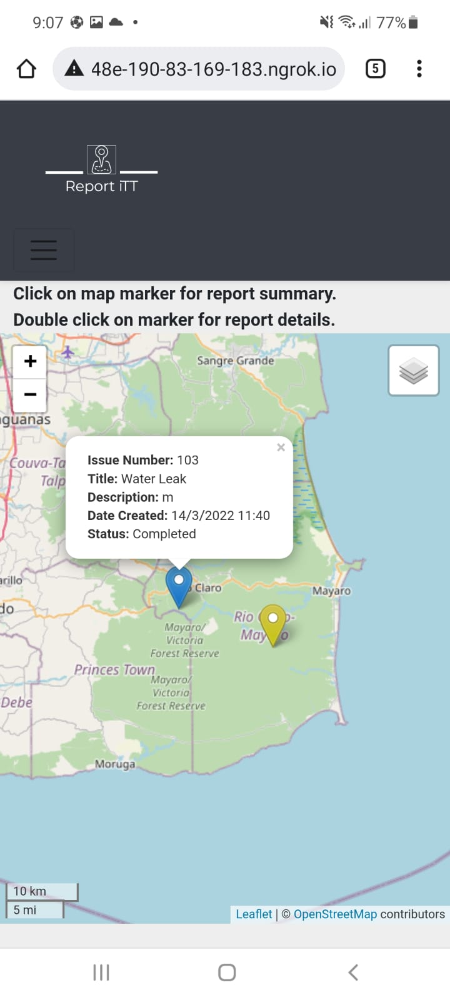 9:07
77%
48e-190-83-169-183.ngrok.io
5
Report iTT
Click on map marker for report summary.
Double click on marker for report details.
+
−
Sangre Grande
guanas
Couva-Ta
Talp
×
Issue Number: 103
Title: Water Leak
Description: m
Date Created: 14/3/2022 11:40
Status: Completed
arillo
Claro
Mayaro
do
Rio
May
o
Mayaro/
Victoria
Forest Reserve
Princes Town
Mayaro/
Victoria
Forest Reserve
Debe
Moruga
10 km
5 mi
Leaflet | © OpenStreetMap contributors